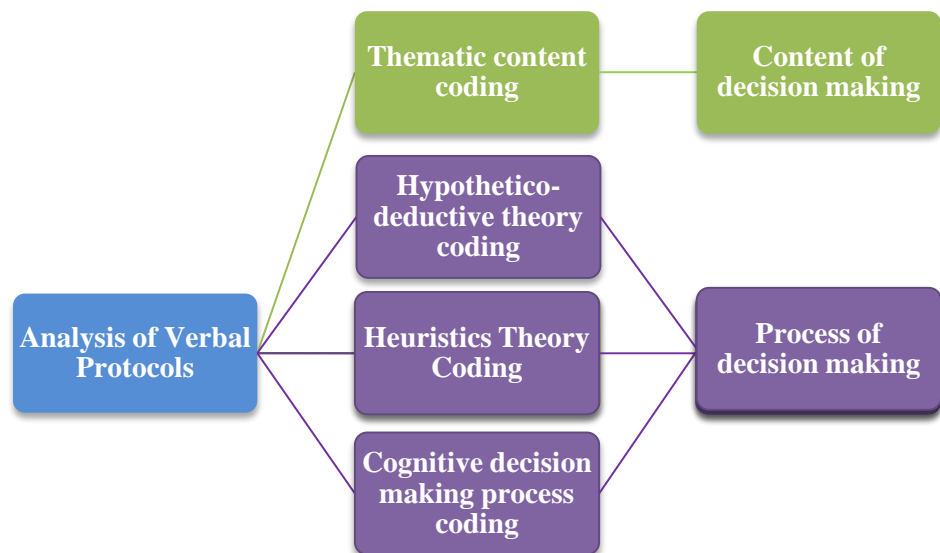 Thematic content
coding
Content of
decision making
Hypothetico-
deductive theory
coding
Analysis of Verbal
Protocols
Heuristics Theory
Coding
Process of
decision making
Cognitive decision
making process
coding